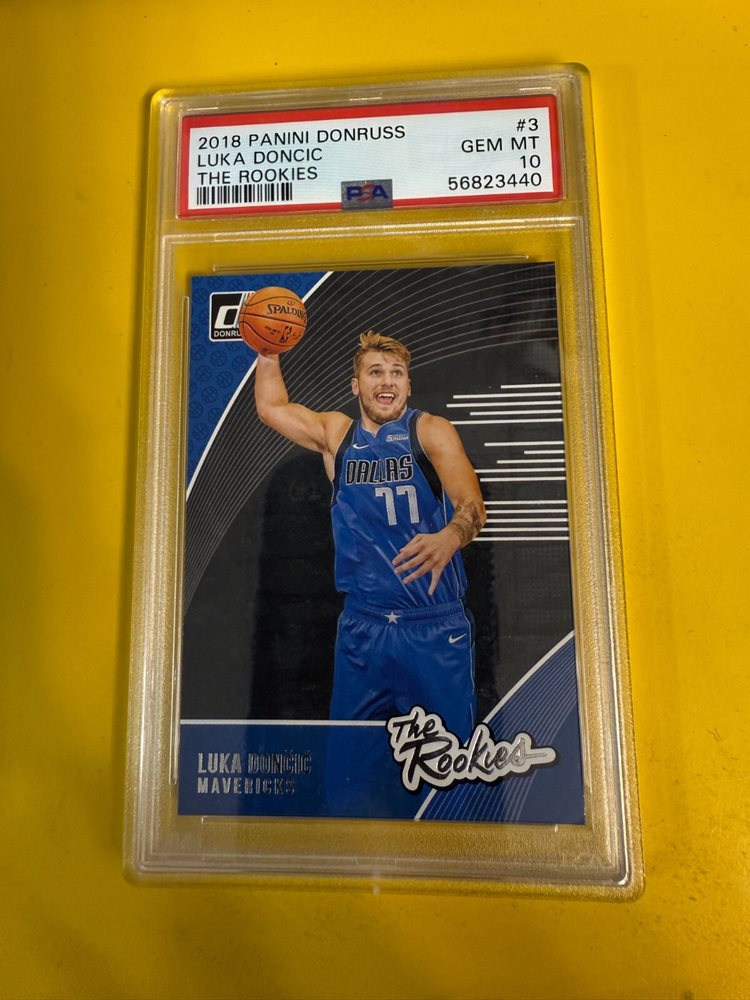 2018 PANINI DONRUSS #3
LUKA DONCIC GEM MT
THE ROOKIES 10
PSA 56823440
SPALDING
DALLAS
77
The
Rookies
LUKA DONČIĆ
MAVERICKS